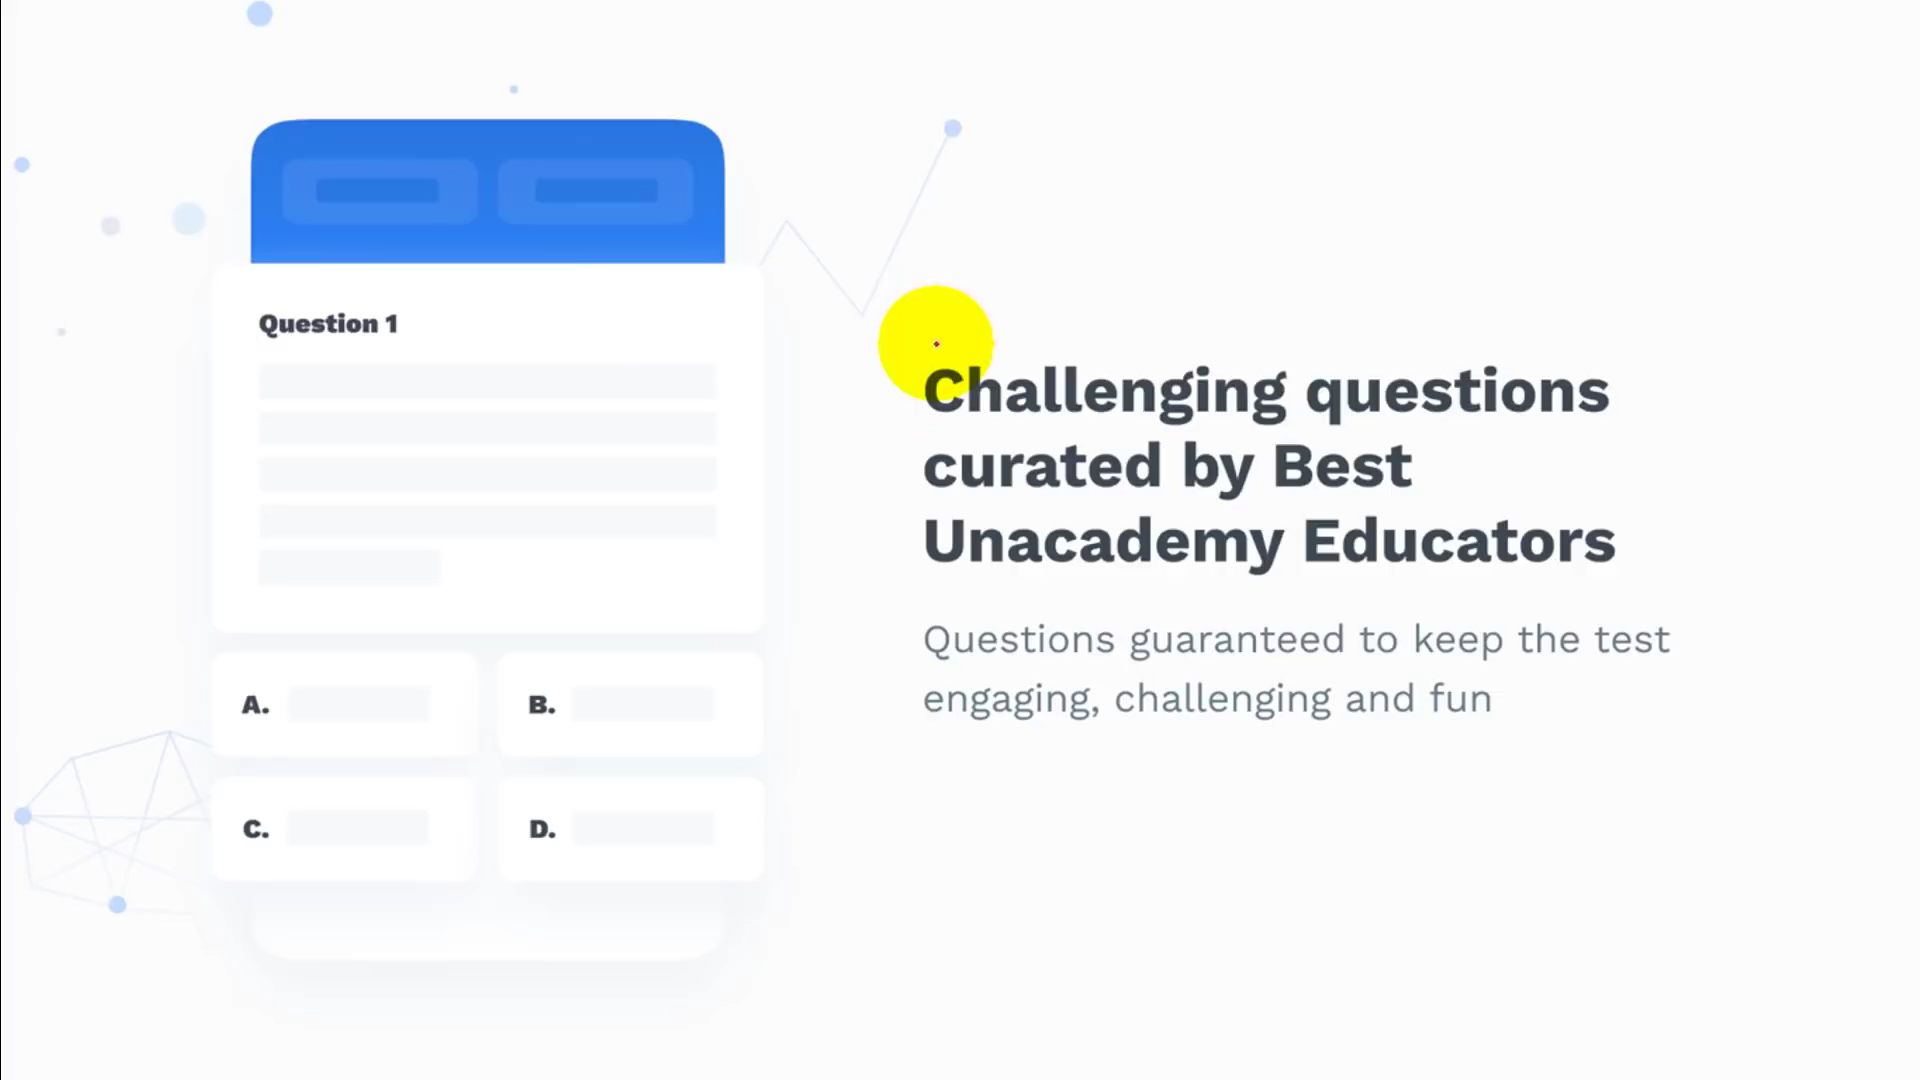 Question 1
A.
B.
C.
D.
Challenging questions
curated by Best
Unacademy Educators
Questions guaranteed to keep the test
engaging, challenging and fun